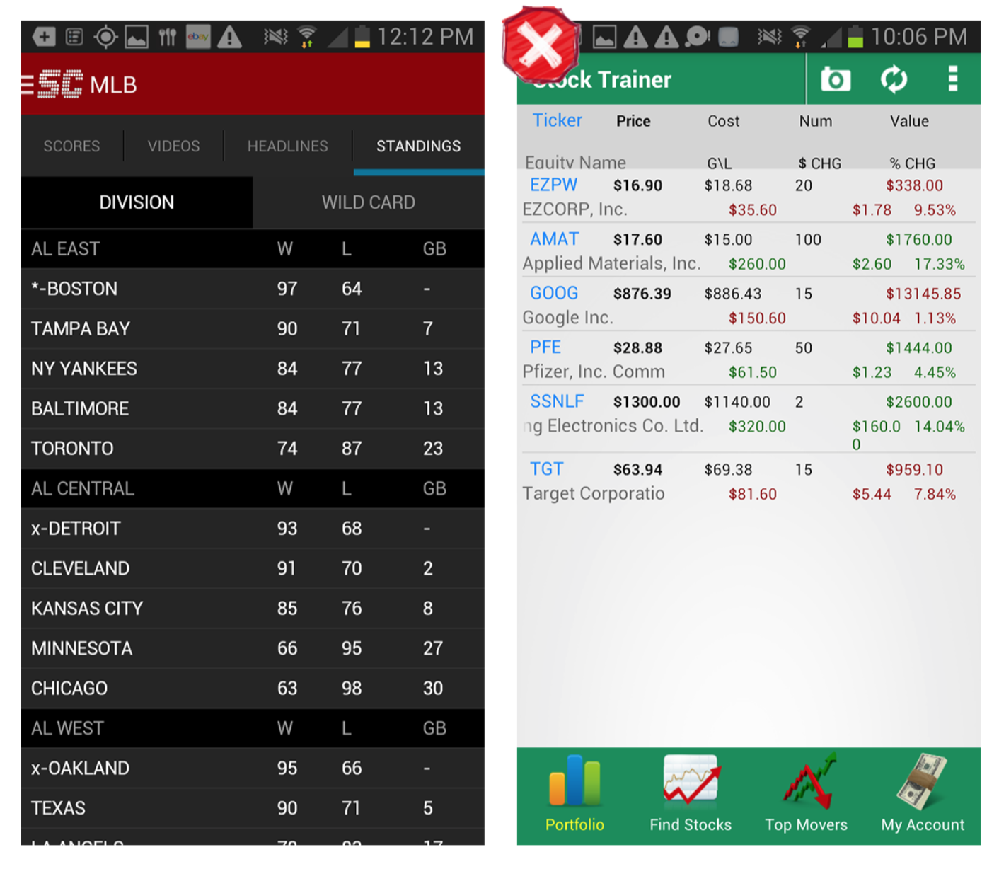 12:12 PM
SC MLB
SCORES VIDEOS HEADLINES STANDINGS
DIVISION WILD CARD
AL EAST W L GB
*-BOSTON 97 64 -
TAMPA BAY 90 71 7
NY YANKEES 84 77 13
BALTIMORE 84 77 13
TORONTO 74 87 23
AL CENTRAL W L GB
x-DETROIT 93 68 -
CLEVELAND 91 70 2
KANSAS CITY 85 76 8
MINNESOTA 66 95 27
CHICAGO 63 98 30
AL WEST W L GB
x-OAKLAND 95 66 -
TEXAS 90 71 5
ebay
10:06 PM
Stock Trainer
Ticker Price Cost Num Value
Equity Name G\L $ CHG % CHG
EZPW $16.90 $18.68 20 $338.00
EZCORP, Inc. $35.60 $1.78 9.53%
AMAT $17.60 $15.00 100 $1760.00
Applied Materials, Inc. $260.00 $2.60 17.33%
GOOG $876.39 $886.43 15 $13145.85
Google Inc. $150.60 $10.04 1.13%
PFE $28.88 $27.65 50 $1444.00
Pfizer, Inc. Comm $61.50 $1.23 4.45%
SSNLF $1300.00 $1140.00 2 $2600.00
ng Electronics Co. Ltd. $320.00 $160.0 14.04%
0
TGT $63.94 $69.38 15 $959.10
Target Corporatio $81.60 $5.44 7.84%
Portfolio Find Stocks Top Movers My Account